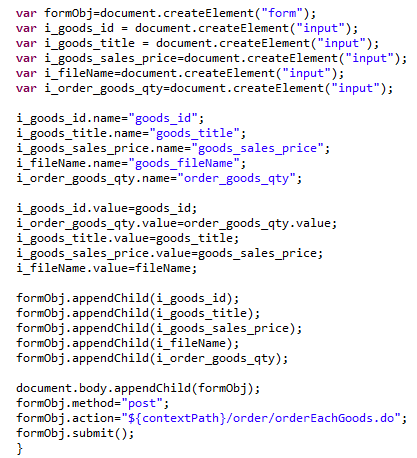 var formObj=document.createElement("form");
var i_goods_id = document.createElement("input");
var i_goods_title = document.createElement("input");
var i_goods_sales_price=document.createElement("input");
var i_fileName=document.createElement("input");
var i_order_goods_qty=document.createElement("input");

i_goods_id.name="goods_id";
i_goods_title.name="goods_title";
i_goods_sales_price.name="goods_sales_price";
i_fileName.name="goods_fileName";
i_order_goods_qty.name="order_goods_qty";

i_goods_id.value=goods_id;
i_order_goods_qty.value=order_goods_qty.value;
i_goods_title.value=goods_title;
i_goods_sales_price.value=goods_sales_price;
i_fileName.value=fileName;

formObj.appendChild(i_goods_id);
formObj.appendChild(i_goods_title);
formObj.appendChild(i_goods_sales_price);
formObj.appendChild(i_fileName);
formObj.appendChild(i_order_goods_qty);

document.body.appendChild(formObj);
formObj.method="post";
formObj.action="${contextPath}/order/orderEachGoods.do";
formObj.submit();
}